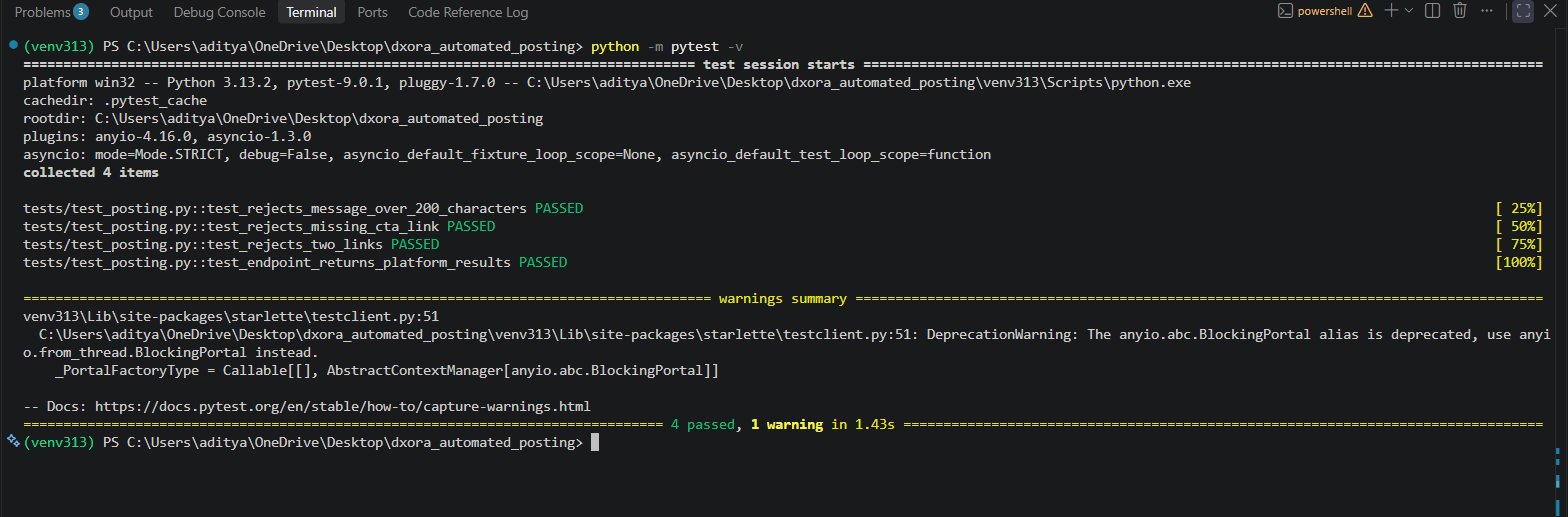 Problems 3 Output Debug Console Terminal Ports Code Reference Log powershell
(venv313) PS C:\Users\aditya\OneDrive\Desktop\dxora_automated_posting> python -m pytest -v
======================================== test session starts ========================================
platform win32 -- Python 3.13.2, pytest-9.0.1, pluggy-1.7.0 -- C:\Users\aditya\OneDrive\Desktop\dxora_automated_posting\venv313\Scripts\python.exe
cachedir: .pytest_cache
rootdir: C:\Users\aditya\OneDrive\Desktop\dxora_automated_posting
plugins: anyio-4.16.0, asyncio-1.3.0
asyncio: mode=Mode.STRICT, debug=False, asyncio_default_fixture_loop_scope=None, asyncio_default_test_loop_scope=function
collected 4 items
tests/test_posting.py::test_rejects_message_over_200_characters PASSED [ 25%]
tests/test_posting.py::test_rejects_missing_cta_link PASSED [ 50%]
tests/test_posting.py::test_rejects_two_links PASSED [ 75%]
tests/test_posting.py::test_endpoint_returns_platform_results PASSED [100%]
======================================== warnings summary ========================================
venv313\Lib\site-packages\starlette\testclient.py:51
C:\Users\aditya\OneDrive\Desktop\dxora_automated_posting\venv313\Lib\site-packages\starlette\testclient.py:51: DeprecationWarning: The anyio.abc.BlockingPortal alias is deprecated, use anyi
o.from_thread.BlockingPortal instead.
_PortalFactoryType = Callable[[], AbstractContextManager[anyio.abc.BlockingPortal]]
-- Docs: https://docs.pytest.org/en/stable/how-to/capture-warnings.html
======================================== 4 passed, 1 warning in 1.43s ========================================
(venv313) PS C:\Users\aditya\OneDrive\Desktop\dxora_automated_posting>